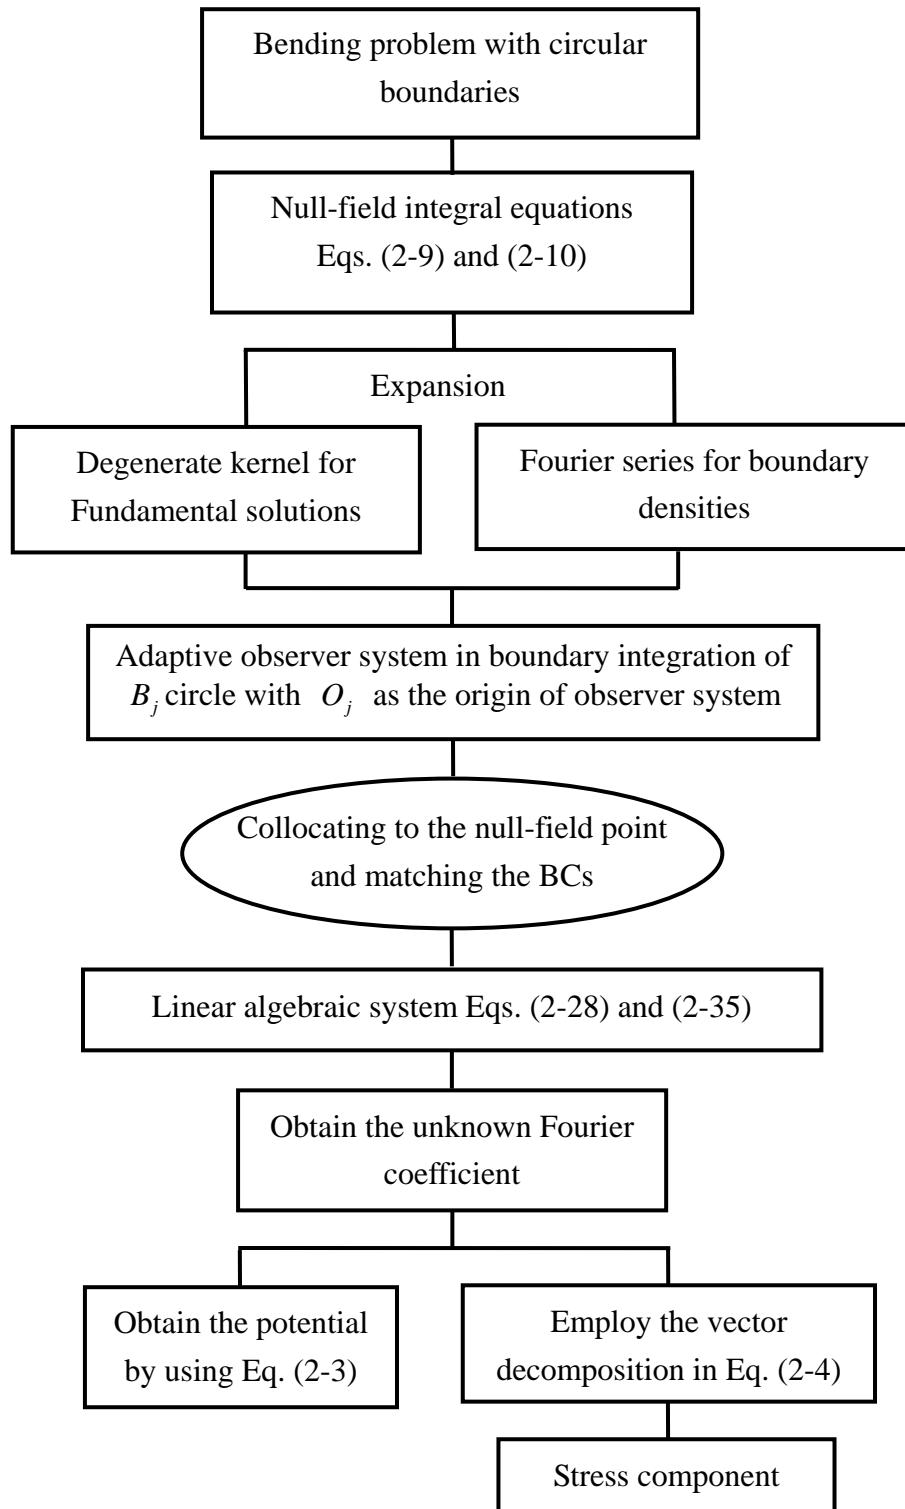 Bending problem with circular
boundaries
Null-field integral equations
Eqs. (2-9) and (2-10)
Expansion
Degenerate kernel for
Fundamental solutions
Fourier series for boundary
densities
Adaptive observer system in boundary integration of
B_j circle with O_j as the origin of observer system
Collocating to the null-field point
and matching the BCs
Linear algebraic system Eqs. (2-28) and (2-35)
Obtain the unknown Fourier
coefficient
Obtain the potential
by using Eq. (2-3)
Employ the vector
decomposition in Eq. (2-4)
Stress component